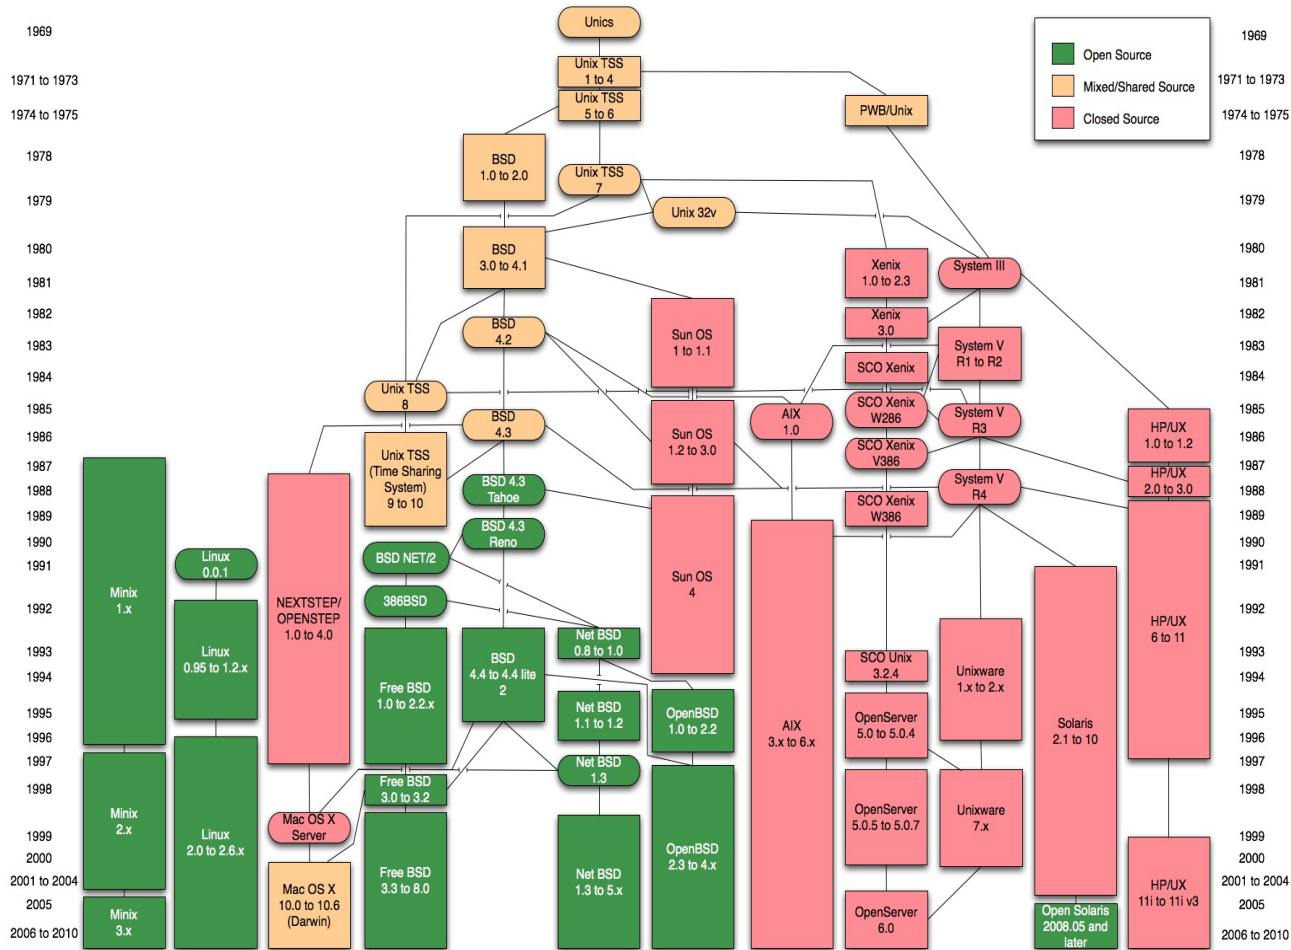 1969
1971 to 1973
1974 to 1975
1978
1979
1980
1981
1982
1983
1984
1985
1986
1987
1988
1989
1990
1991
1992
1993
1994
1995
1996
1997
1998
1999
2000
2001 to 2004
2005
2006 to 2010
Unics
Unix TSS
1 to 4
Unix TSS
5 to 6
PWB/Unix
BSD
1.0 to 2.0
Unix TSS
7
Unix 32v
BSD
3.0 to 4.1
Xenix
1.0 to 2.3
System III
Sun OS
1 to 1.1
Xenix
3.0
BSD
4.2
System V
R1 to R2
SCO Xenix
Unix TSS
8
SCO Xenix
W286
AIX
1.0
System V
R3
BSD
4.3
Sun OS
1.2 to 3.0
HP/UX
1.0 to 1.2
Unix TSS
(Time Sharing
System)
9 to 10
SCO Xenix
V386
HP/UX
2.0 to 3.0
BSD 4.3
Tahoe
System V
R4
SCO Xenix
W386
BSD 4.3
Reno
BSD NET/2
Linux
0.0.1
Minix
1.x
NEXTSTEP/
OPENSTEP
1.0 to 4.0
386BSD
Sun OS
4
HP/UX
6 to 11
Linux
0.95 to 1.2.x
Free BSD
1.0 to 2.2.x
BSD
4.4 to 4.4 lite
2
Net BSD
0.8 to 1.0
SCO Unix
3.2.4
Unixware
1.x to 2.x
Net BSD
1.1 to 1.2
OpenBSD
1.0 to 2.2
AIX
3.x to 6.x
OpenServer
5.0 to 5.0.4
Solaris
2.1 to 10
Net BSD
1.3
Free BSD
3.0 to 3.2
Minix
2.x
Mac OS X
Server
Linux
2.0 to 2.6.x
OpenServer
5.0.5 to 5.0.7
Unixware
7.x
OpenBSD
2.3 to 4.x
Free BSD
3.3 to 8.0
Net BSD
1.3 to 5.x
Mac OS X
10.0 to 10.6
(Darwin)
HP/UX
11i to 11i v3
Minix
3.x
OpenServer
6.0
Open Solaris
2008.05 and
later
Open Source
Mixed/Shared Source
Closed Source
1969
1971 to 1973
1974 to 1975
1978
1979
1980
1981
1982
1983
1984
1985
1986
1987
1988
1989
1990
1991
1992
1993
1994
1995
1996
1997
1998
1999
2000
2001 to 2004
2005
2006 to 2010